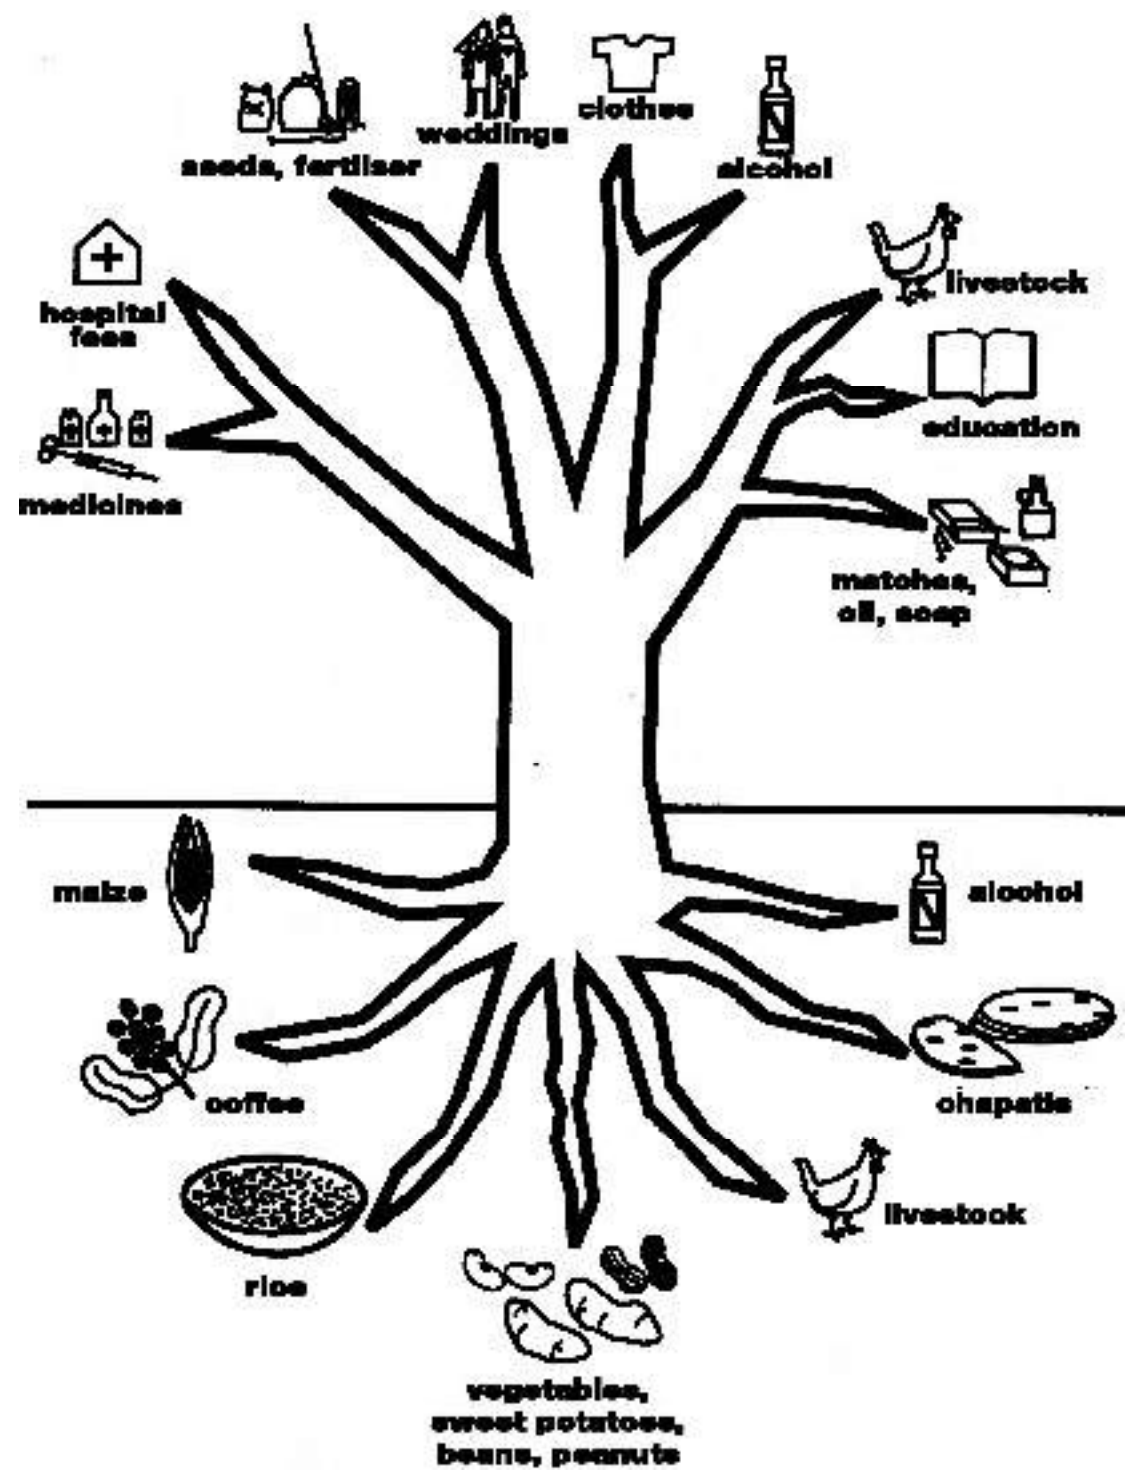 weddings
clothes
seeds, fertiliser
alcohol
livestock
hospital
fees
education
medicines
matches,
oil, soap
maize
alcohol
coffee
chapatis
livestock
rice
vegetables,
sweet potatoes,
beans, peanuts